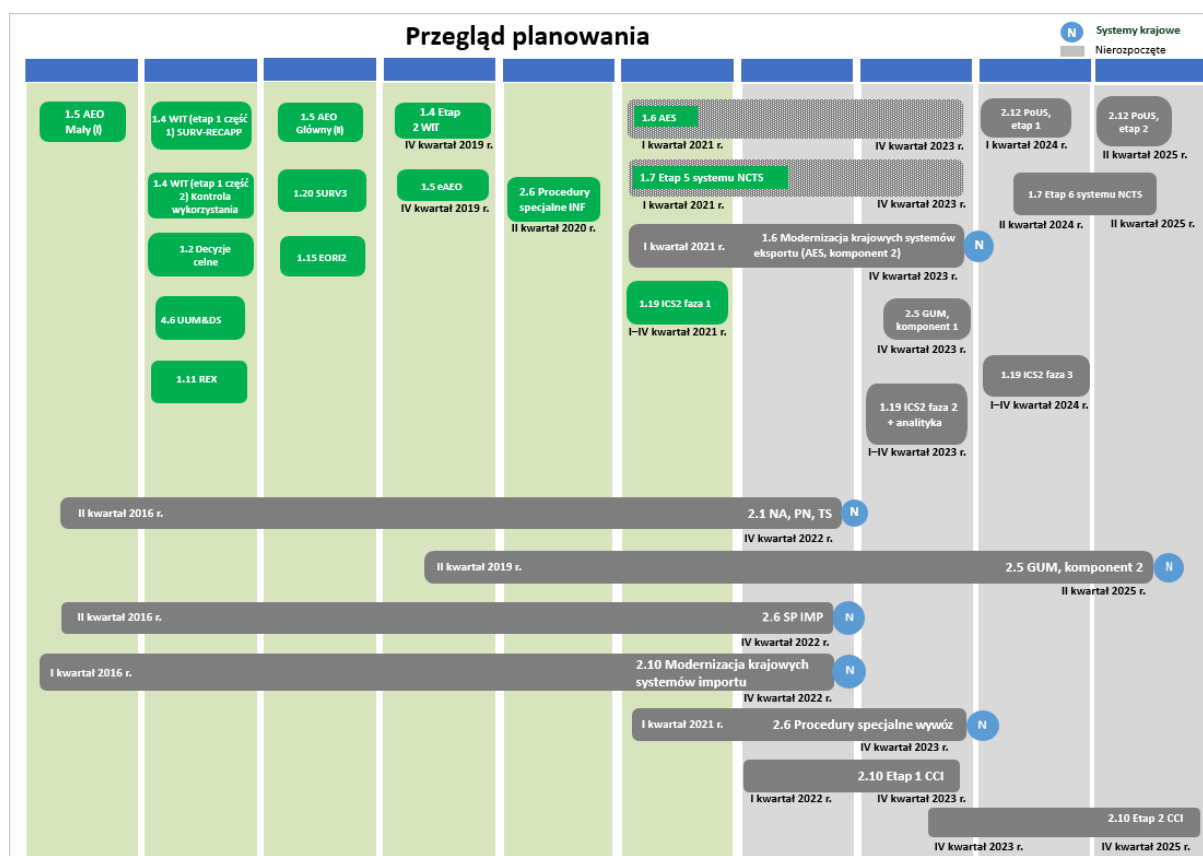 Przegląd planowania
N
Systemy krajowe
Nierozpoczęte
1.5 AEO
Mały (I)
1.4 WIT (etap 1 część
1) SURV-RECAPP
1.4 WIT (etap 1 część
2) Kontrola
wykorzystania
1.2 Decyzje
celne
4.6 UUM&DS
1.11 REX
1.5 AEO
Główny (II)
1.20 SURV3
1.15 EORI2
1.4 Etap
2 WIT
IV kwartał 2019 r.
1.5 eAEO
IV kwartał 2019 r.
2.6 Procedury
specjalne INF
II kwartał 2020 r.
1.6 AES
I kwartał 2021 r.
IV kwartał 2023 r.
1.7 Etap 5 systemu NCTS
I kwartał 2021 r.
IV kwartał 2023 r.
I kwartał 2021 r.
1.6 Modernizacja krajowych systemów
eksportu (AES, komponent 2)
N
IV kwartał 2023 r.
1.19 ICS2 faza 1
I–IV kwartał 2021 r.
2.5 GUM,
komponent 1
IV kwartał 2023 r.
1.19 ICS2 faza 2
+ analityka
I–IV kwartał 2023 r.
2.12 PoUS,
etap 1
I kwartał 2024 r.
2.12 PoUS,
etap 2
II kwartał 2025 r.
1.7 Etap 6 systemu NCTS
II kwartał 2024 r.
II kwartał 2025 r.
1.19 ICS2 faza 3
I–IV kwartał 2024 r.
II kwartał 2016 r.
2.1 NA, PN, TS
N
IV kwartał 2022 r.
II kwartał 2019 r.
2.5 GUM, komponent 2
N
II kwartał 2025 r.
II kwartał 2016 r.
2.6 SP IMP
N
IV kwartał 2022 r.
I kwartał 2016 r.
2.10 Modernizacja krajowych
systemów importu
N
IV kwartał 2022 r.
I kwartał 2021 r.
2.6 Procedury specjalne wywóz
N
IV kwartał 2023 r.
2.10 Etap 1 CCI
I kwartał 2022 r.
IV kwartał 2023 r.
2.10 Etap 2 CCI
IV kwartał 2023 r.
IV kwartał 2025 r.